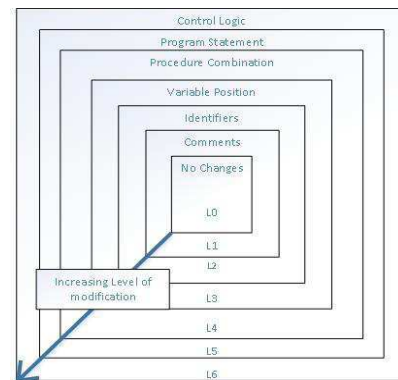 Control Logic
Program Statement
Procedure Combination
Variable Position
Identifiers
Comments
No Changes
L0
L1
L2
Increasing Level of
modification
L3
L4
L5
L6